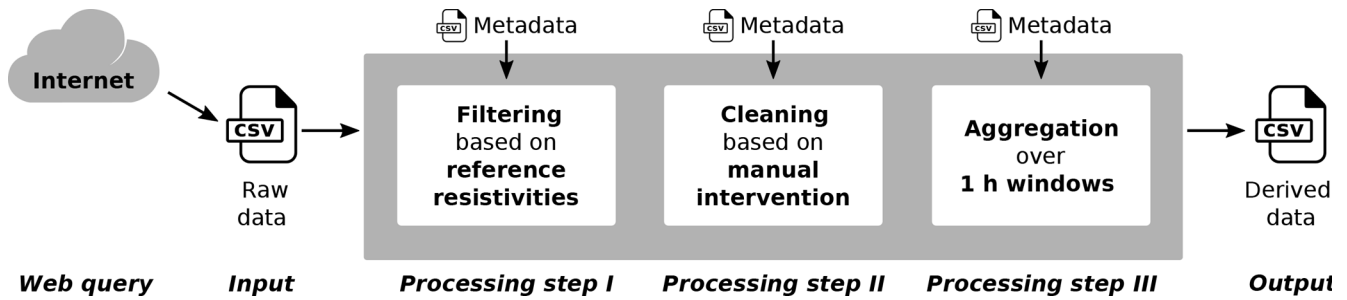 CSV Metadata
CSV Metadata
CSV Metadata
Internet
CSV
Raw
data
Filtering
based on
reference
resistivities
Cleaning
based on
manual
intervention
Aggregation
over
1 h windows
CSV
Derived
data
Web query
Input
Processing step I
Processing step II
Processing step III
Output